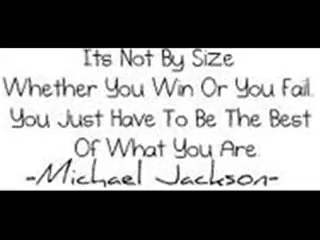 Its Not By Size
Whether You Win Or You Fail.
You Just Have To Be The Best
Of What You Are.
-Michael Jackson-